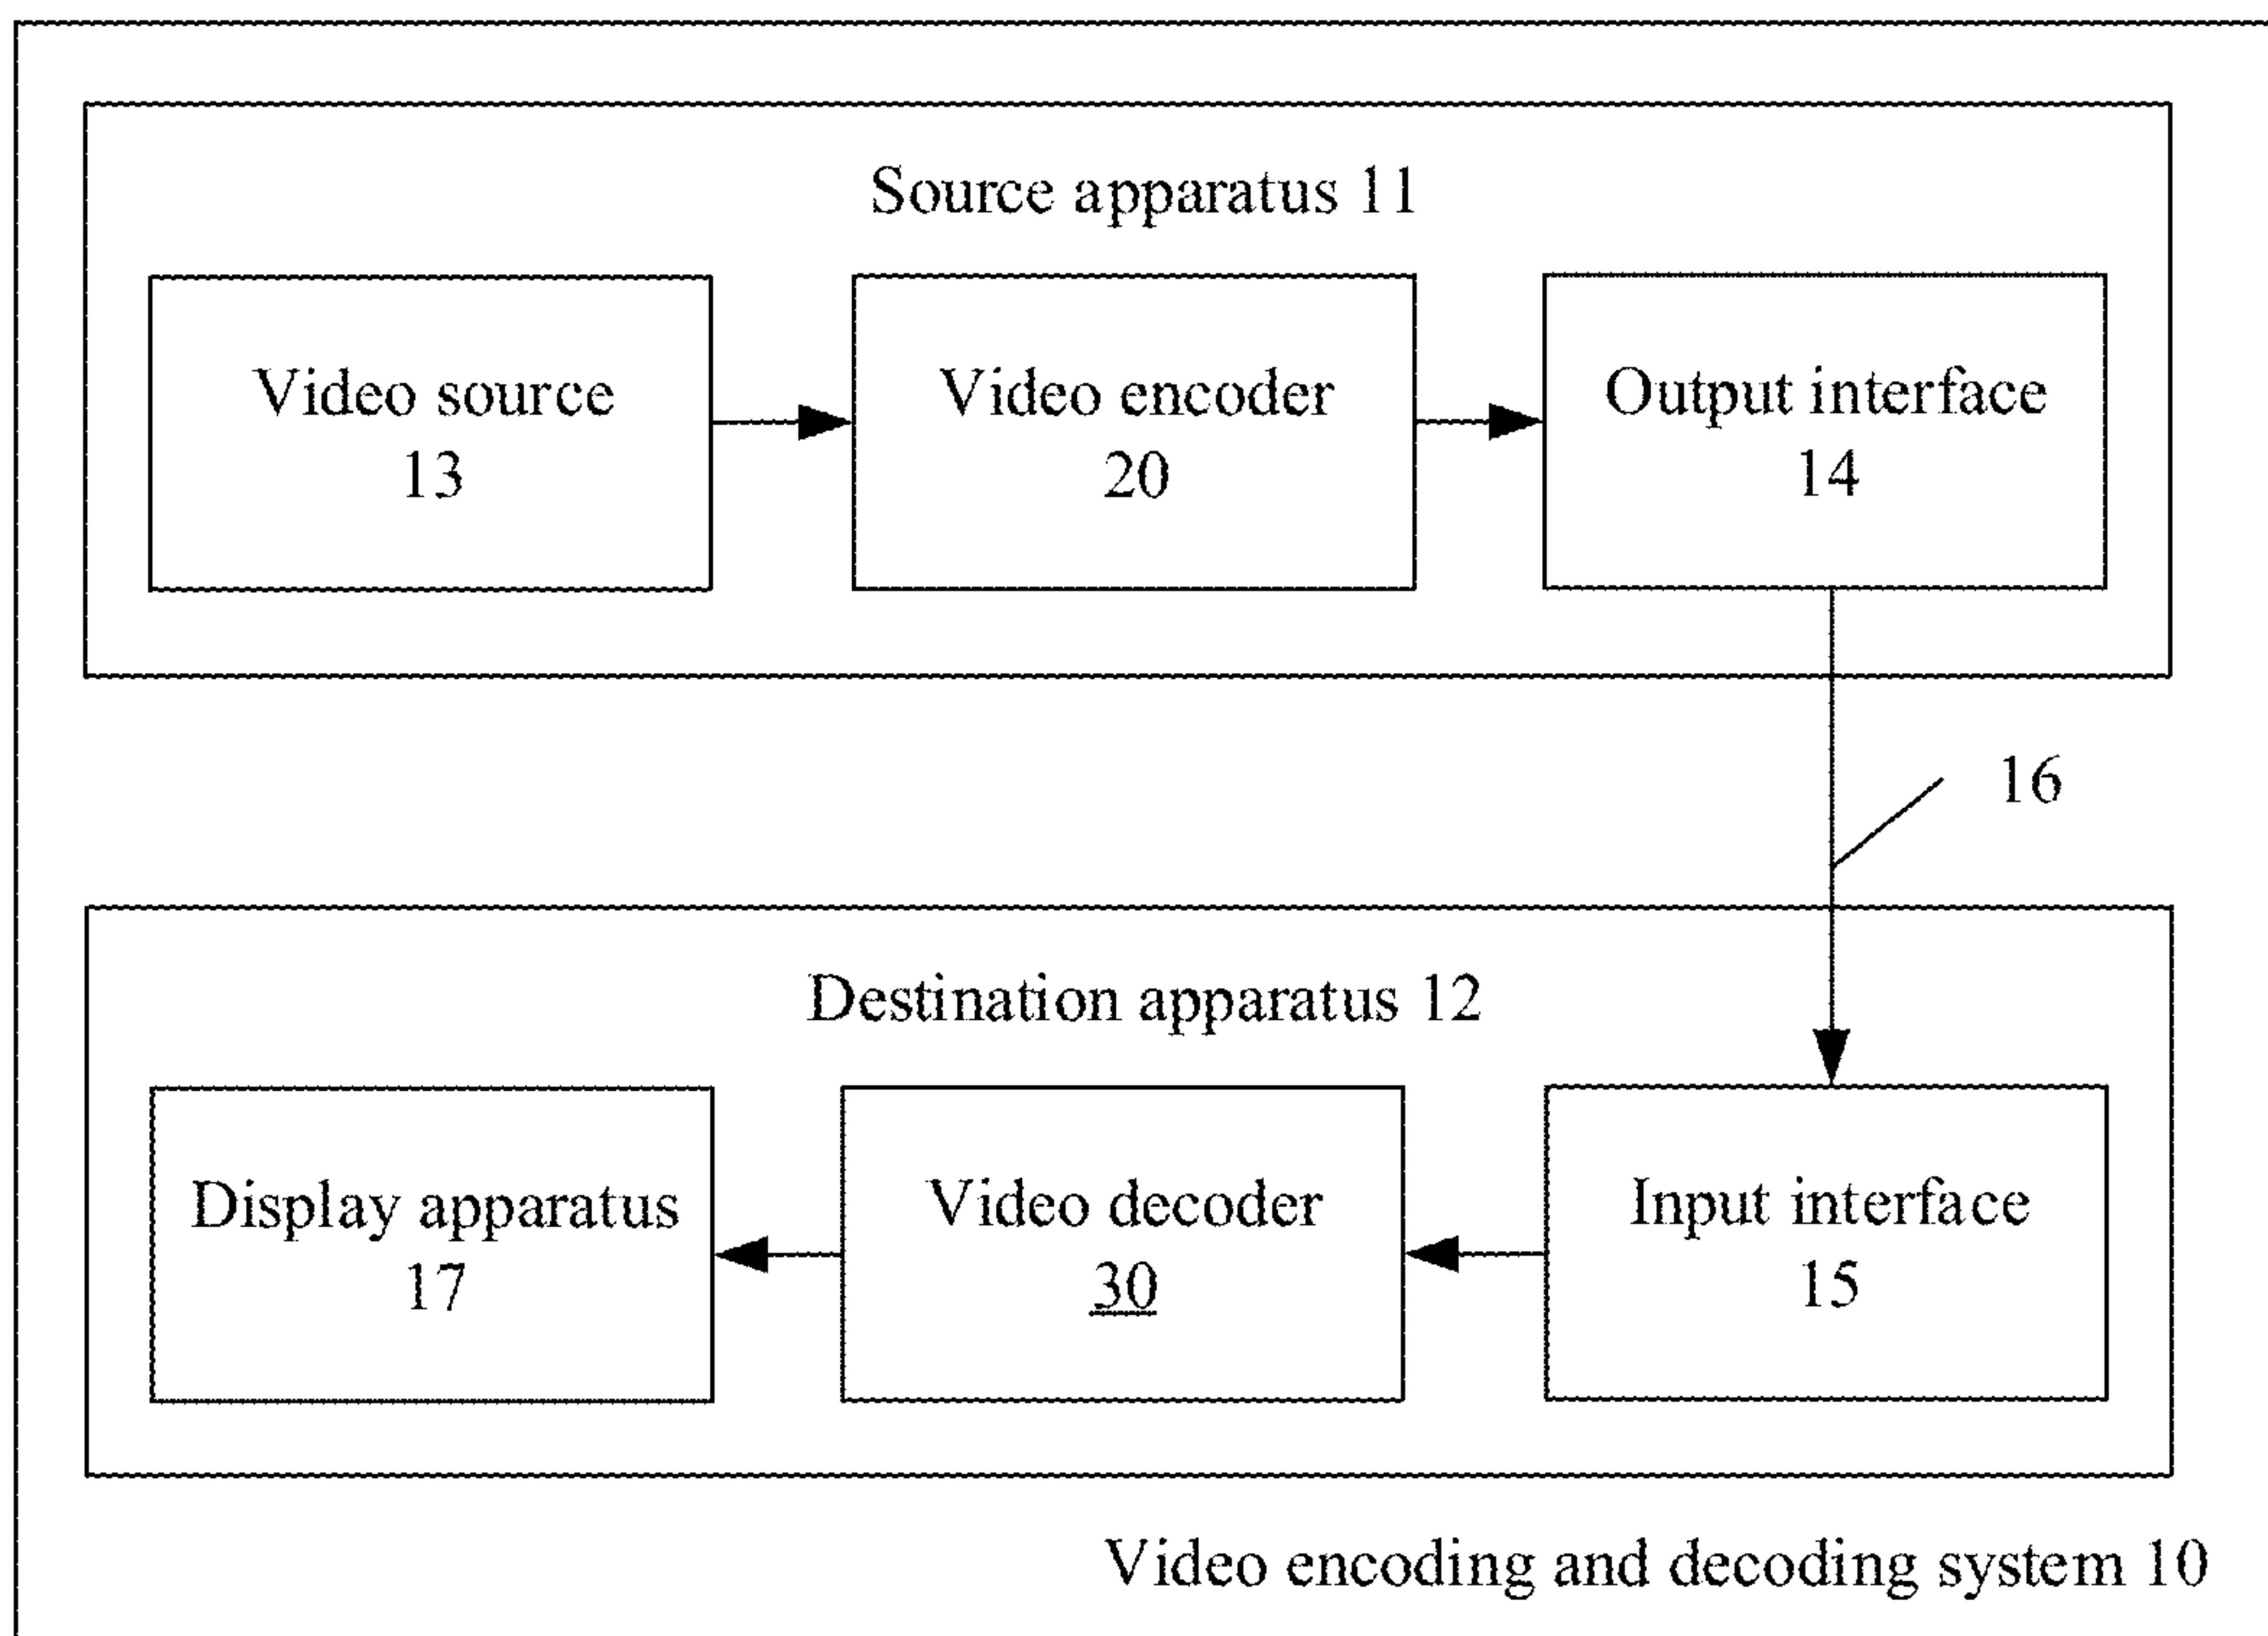 Source apparatus 11
Video source
13
Video encoder
20
Output interface
14
16
Destination apparatus 12
Display apparatus
17
Video decoder
30
Input interface
15
Video encoding and decoding system 10